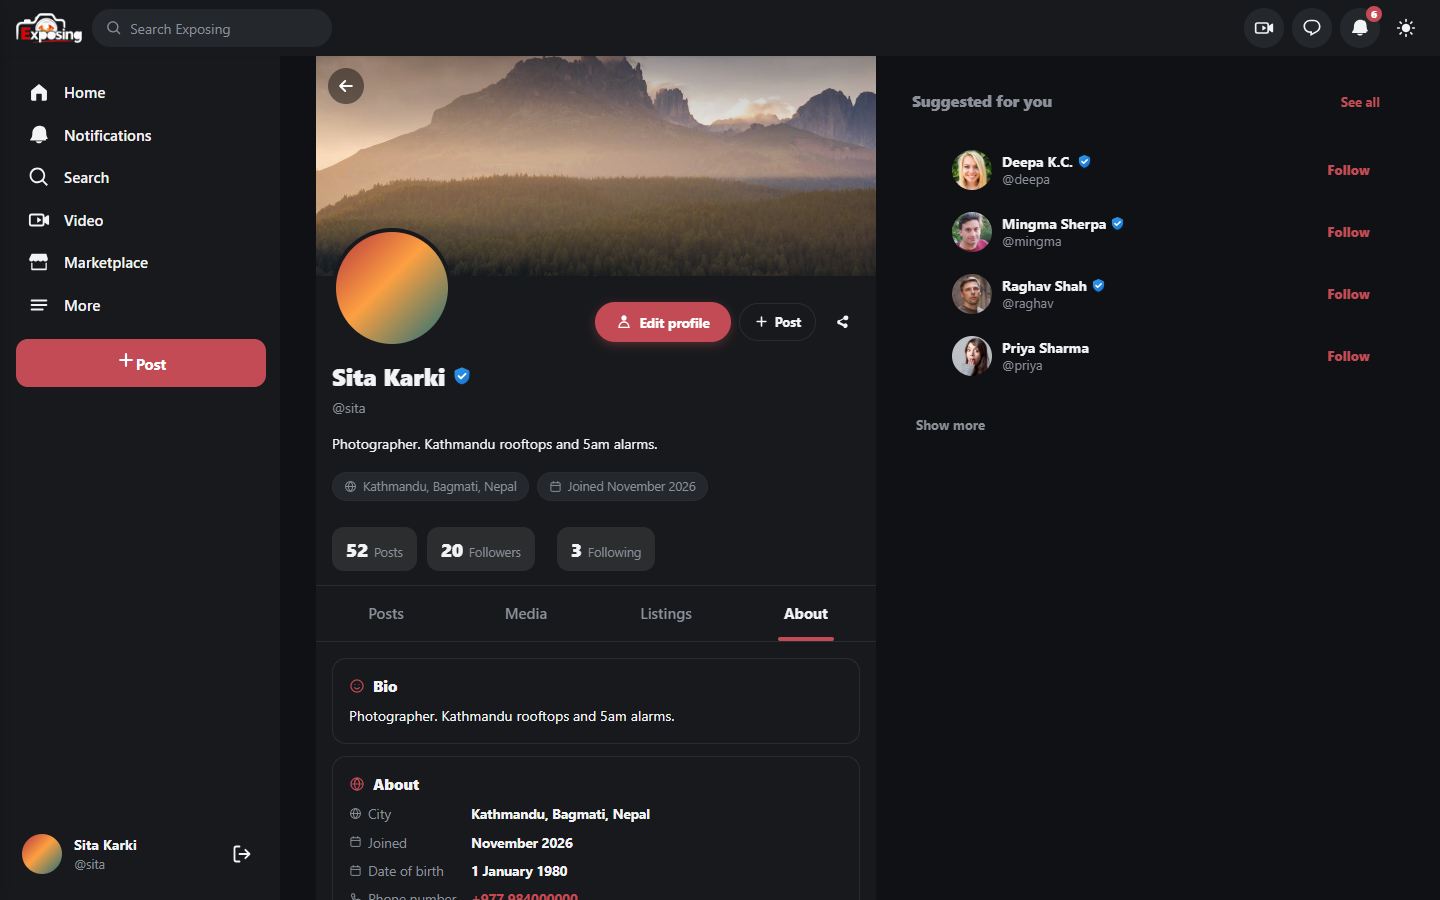 Exposing
Search Exposing
6
Home
Notifications
Search
Video
Marketplace
More
Post
Edit profile
Post
Sita Karki
@sita
Photographer. Kathmandu rooftops and 5am alarms.
Kathmandu, Bagmati, Nepal
Joined November 2026
52 Posts
20 Followers
3 Following
Posts
Media
Listings
About
Bio
Photographer. Kathmandu rooftops and 5am alarms.
About
City Kathmandu, Bagmati, Nepal
Joined November 2026
Date of birth 1 January 1980
Phone number +977 984000000
Suggested for you
See all
Deepa K.C.
@deepa
Follow
Mingma Sherpa
@mingma
Follow
Raghav Shah
@raghav
Follow
Priya Sharma
@priya
Follow
Show more
Sita Karki
@sita